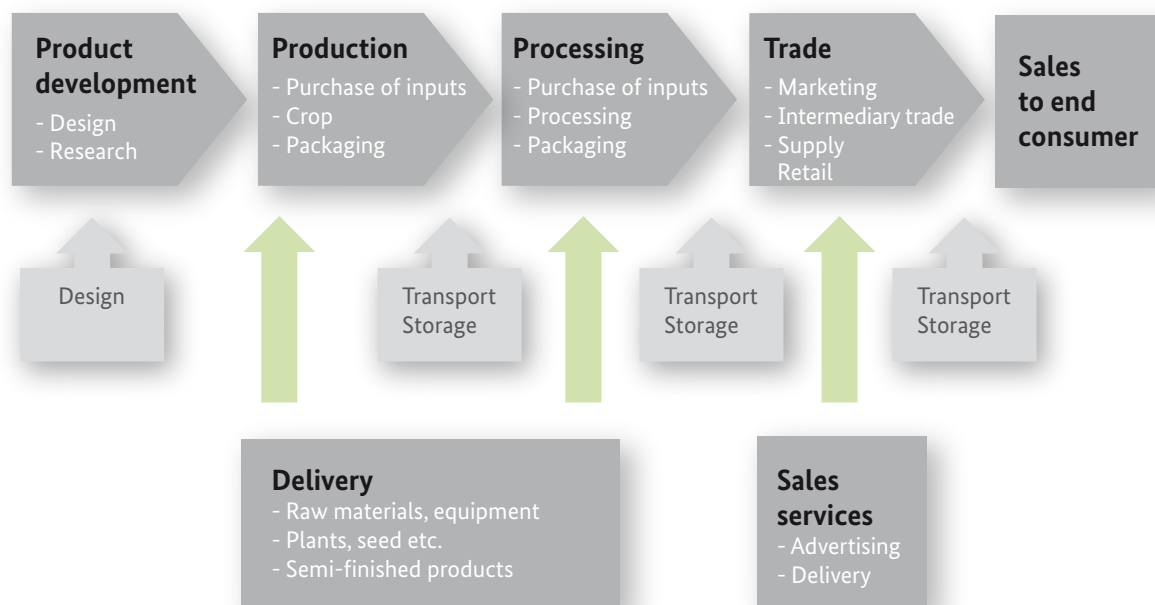 Product
development
- Design
- Research
Production
- Purchase of inputs
- Crop
- Packaging
Processing
- Purchase of inputs
- Processing
- Packaging
Trade
- Marketing
- Intermediary trade
- Supply
Retail
Sales
to end
consumer
Design
Transport
Storage
Transport
Storage
Transport
Storage
Delivery
- Raw materials, equipment
- Plants, seed etc.
- Semi-finished products
Sales
services
- Advertising
- Delivery